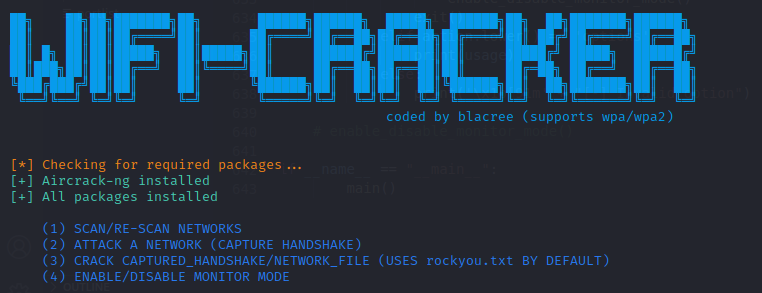 WIFI-CRACKER
coded by blacree (supports wpa/wpa2)
[*] Checking for required packages...
[+] Aircrack-ng installed
[+] All packages installed
(1) SCAN/RE-SCAN NETWORKS
(2) ATTACK A NETWORK (CAPTURE HANDSHAKE)
(3) CRACK CAPTURED_HANDSHAKE/NETWORK_FILE (USES rockyou.txt BY DEFAULT)
(4) ENABLE/DISABLE MONITOR MODE